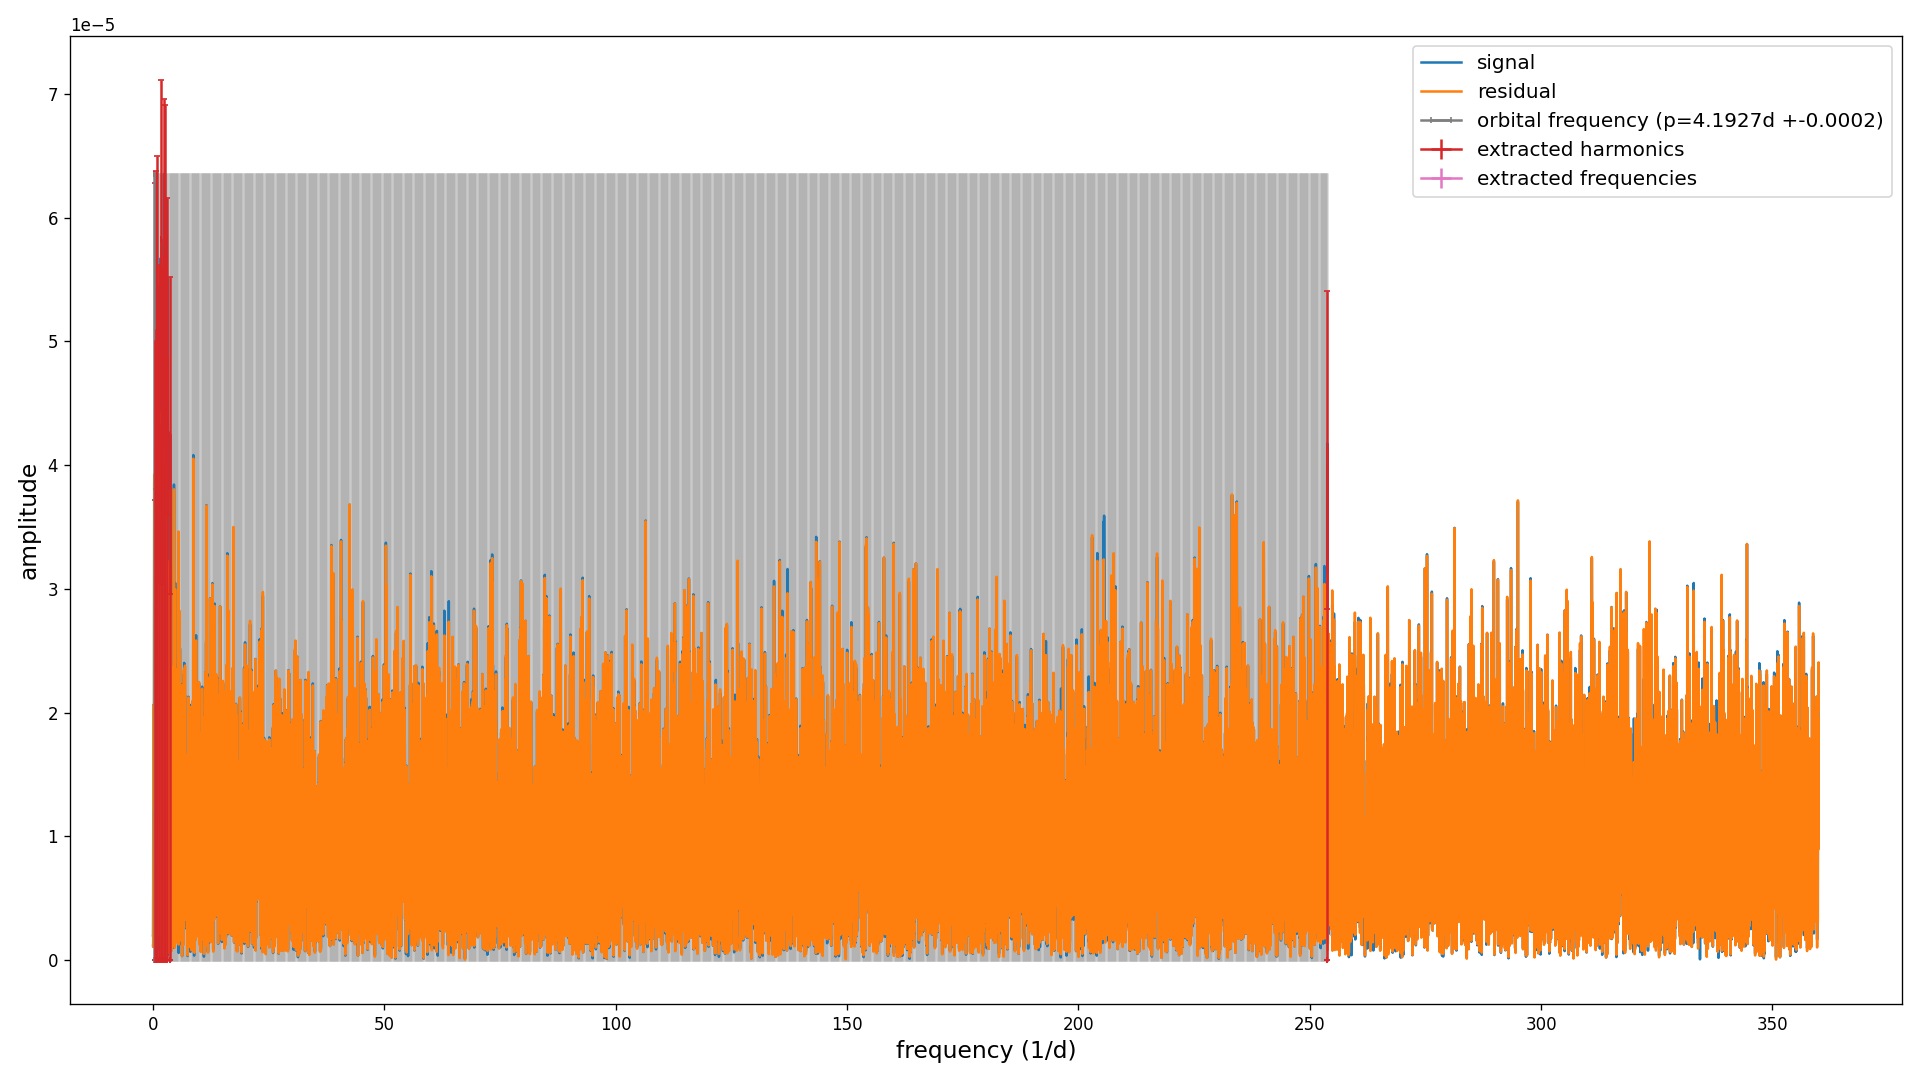 1e−5
signal
residual
orbital frequency (p=4.1927d +-0.0002)
extracted harmonics
extracted frequencies
7
6
5
4
3
2
1
0
amplitude
0 50 100 150 200 250 300 350
frequency (1/d)